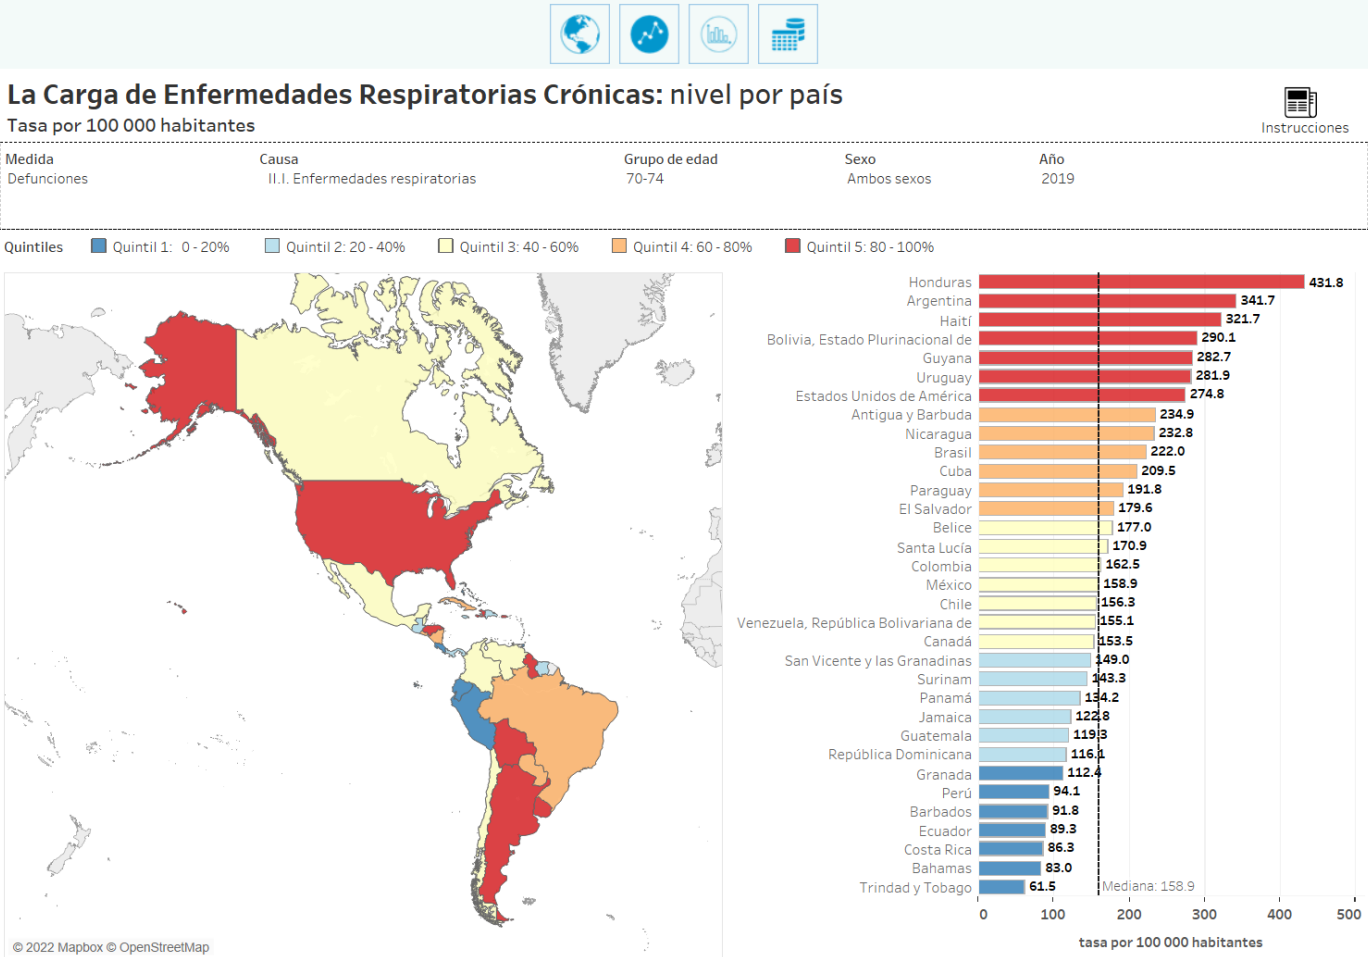 La Carga de Enfermedades Respiratorias Crónicas: nivel por país
Tasa por 100 000 habitantes
Instrucciones
Medida Causa Grupo de edad Sexo Año
Defunciones II.I. Enfermedades respiratorias 70-74 Ambos sexos 2019
Quintiles Quintil 1: 0 - 20% Quintil 2: 20 - 40% Quintil 3: 40 - 60% Quintil 4: 60 - 80% Quintil 5: 80 - 100%
Honduras 431.8
Argentina 341.7
Haití 321.7
Bolivia, Estado Plurinacional de 290.1
Guyana 282.7
Uruguay 281.9
Estados Unidos de América 274.8
Antigua y Barbuda 234.9
Nicaragua 232.8
Brasil 222.0
Cuba 209.5
Paraguay 191.8
El Salvador 179.6
Belice 177.0
Santa Lucía 170.9
Colombia 162.5
México 158.9
Chile 156.3
Venezuela, República Bolivariana de 155.1
Canadá 153.5
San Vicente y las Granadinas 149.0
Surinam 143.3
Panamá 134.2
Jamaica 122.8
Guatemala 119.3
República Dominicana 116.1
Granada 112.4
Perú 94.1
Barbados 91.8
Ecuador 89.3
Costa Rica 86.3
Bahamas 83.0
Trinidad y Tobago 61.5 Mediana: 158.9
0 100 200 300 400 500
tasa por 100 000 habitantes
© 2022 Mapbox © OpenStreetMap